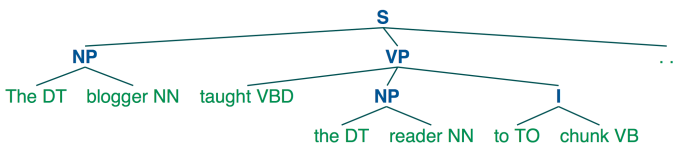 S
NP VP . .
The DT blogger NN taught VBD NP I
the DT reader NN to TO chunk VB